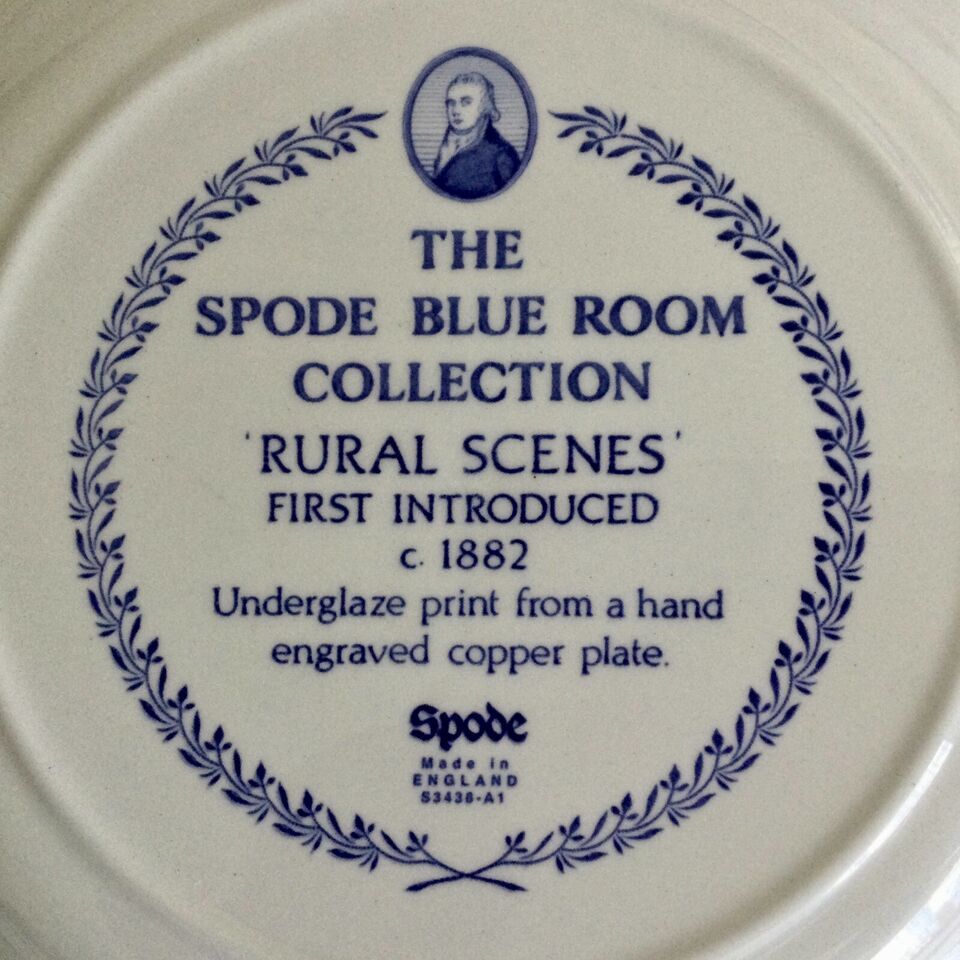 THE
SPODE BLUE ROOM
COLLECTION
'RURAL SCENES'
FIRST INTRODUCED
c. 1882
Underglaze print from a hand
engraved copper plate.
Spode
Made in
ENGLAND
S3438-A1